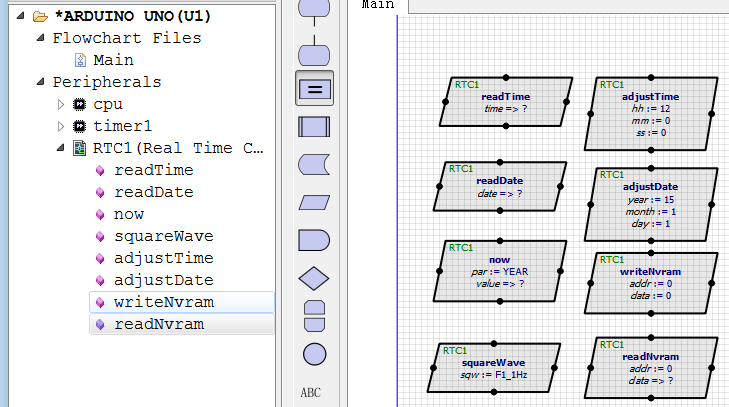 *ARDUINO UNO(U1)
Flowchart Files
Main
Peripherals
cpu
timer1
RTC1(Real Time C...
readTime
readDate
now
squareWave
adjustTime
adjustDate
writeNvram
readNvram
ABC
Main
RTC1
readTime
time => ?
RTC1
adjustTime
hh := 12
mm := 0
ss := 0
RTC1
readDate
date => ?
RTC1
adjustDate
year := 15
month := 1
day := 1
RTC1
now
par := YEAR
value => ?
RTC1
writeNvram
addr := 0
data := 0
RTC1
squareWave
sqw := F1_1Hz
RTC1
readNvram
addr := 0
data => ?